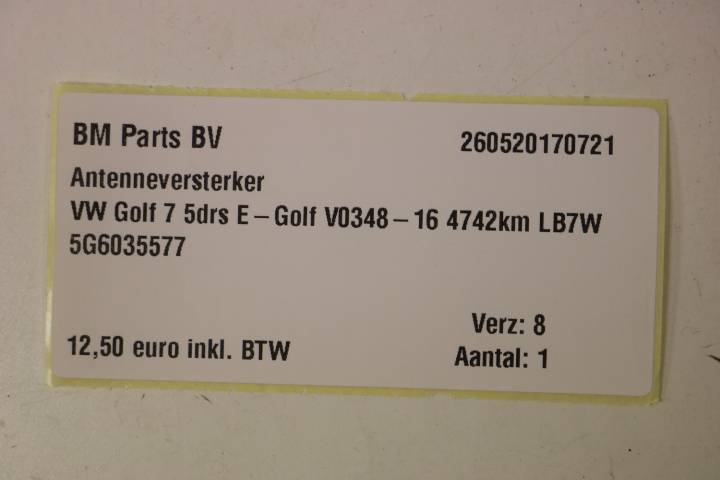 BM Parts BV 260520170721
Antenneversterker
VW Golf 7 5drs E-Golf V0348-16 4742km LB7W
5G6035577
Verz: 8
12,50 euro inkl. BTW Aantal: 1